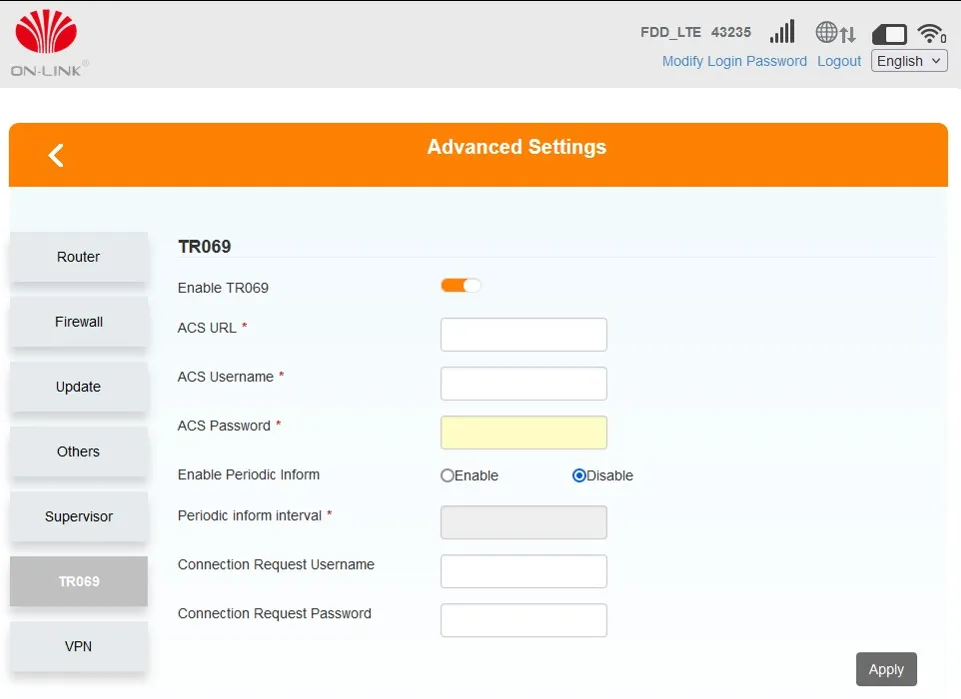 FDD_LTE 43235
0
ON-LINK®
Modify Login Password Logout English
Advanced Settings
Router
Firewall
Update
Others
Supervisor
TR069
VPN
TR069
Enable TR069
ACS URL *
ACS Username *
ACS Password *
Enable Periodic Inform Enable Disable
Periodic inform interval *
Connection Request Username
Connection Request Password
Apply